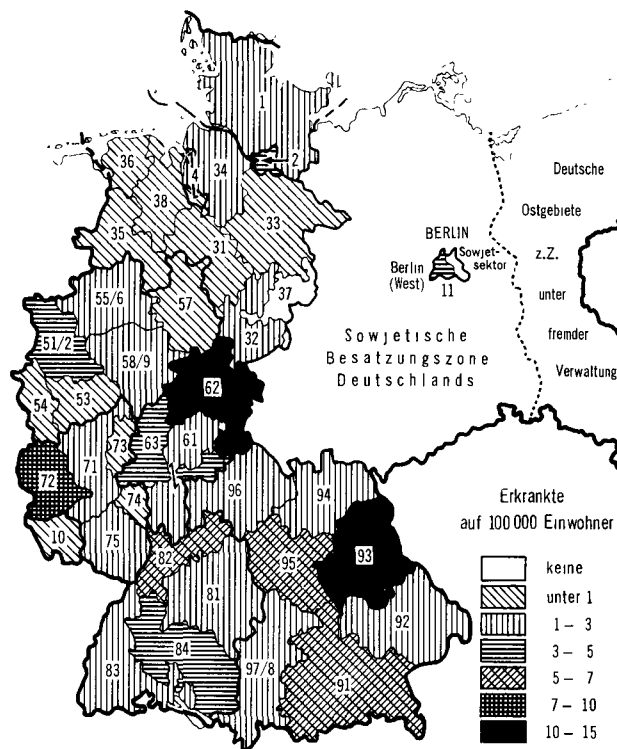 1
2
36
4
34
38
33
35
31
37
55/6
57
32
51/2
58/9
62
54
53
63
61
73
71
72
74
96
94
10
75
82
95
93
81
92
84
83
97/8
91
Deutsche
Ostgebiete
z.Z.
unter
fremder
Verwaltung
BERLIN
Sowjet-
sektor
Berlin
(West)
11
Sowjetische
Besatzungszone
Deutschlands
Erkrankte
auf 100 000 Einwohner
keine
unter 1
1 – 3
3 – 5
5 – 7
7 – 10
10 – 15